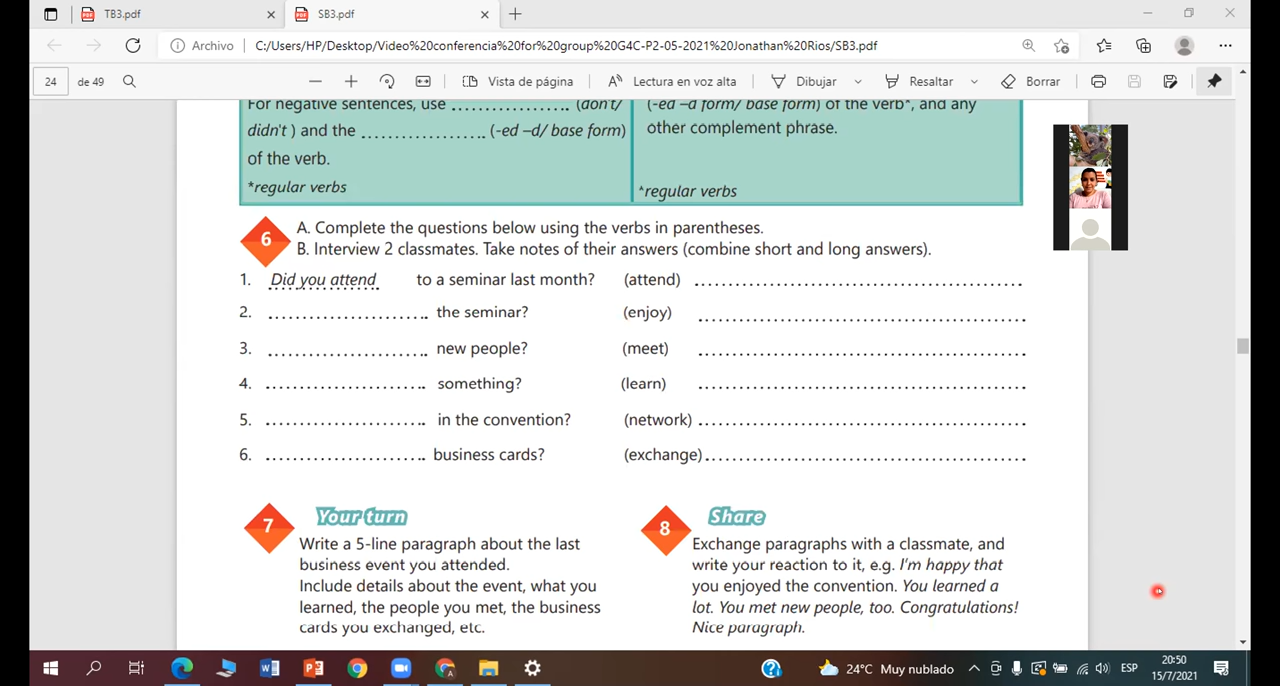 TB3.pdf
SB3.pdf
Archivo C:/Users/HP/Desktop/Video%20conferencia%20for%20group%20G4C-P2-05-2021%20Jonathan%20Rios/SB3.pdf
24 de 49 Vista de página Lectura en voz alta Dibujar Resaltar Borrar
For negative sentences, use .................... (don't/
didn't ) and the .................... (-ed –d/ base form)
of the verb.
*regular verbs
(-ed –d form/ base form) of the verb*, and any
other complement phrase.
*regular verbs
6
A. Complete the questions below using the verbs in parentheses.
B. Interview 2 classmates. Take notes of their answers (combine short and long answers).
1. Did you attend to a seminar last month? (attend) ........................................
2. ......................... the seminar? (enjoy) ........................................
3. ......................... new people? (meet) ........................................
4. ......................... something? (learn) ........................................
5. ......................... in the convention? (network) ........................................
6. ......................... business cards? (exchange) ........................................
7 Your turn
Write a 5-line paragraph about the last
business event you attended.
Include details about the event, what you
learned, the people you met, the business
cards you exchanged, etc.
8 Share
Exchange paragraphs with a classmate, and
write your reaction to it, e.g. I'm happy that
you enjoyed the convention. You learned a
lot. You met new people, too. Congratulations!
Nice paragraph.
24°C Muy nublado ESP 20:50
15/7/2021